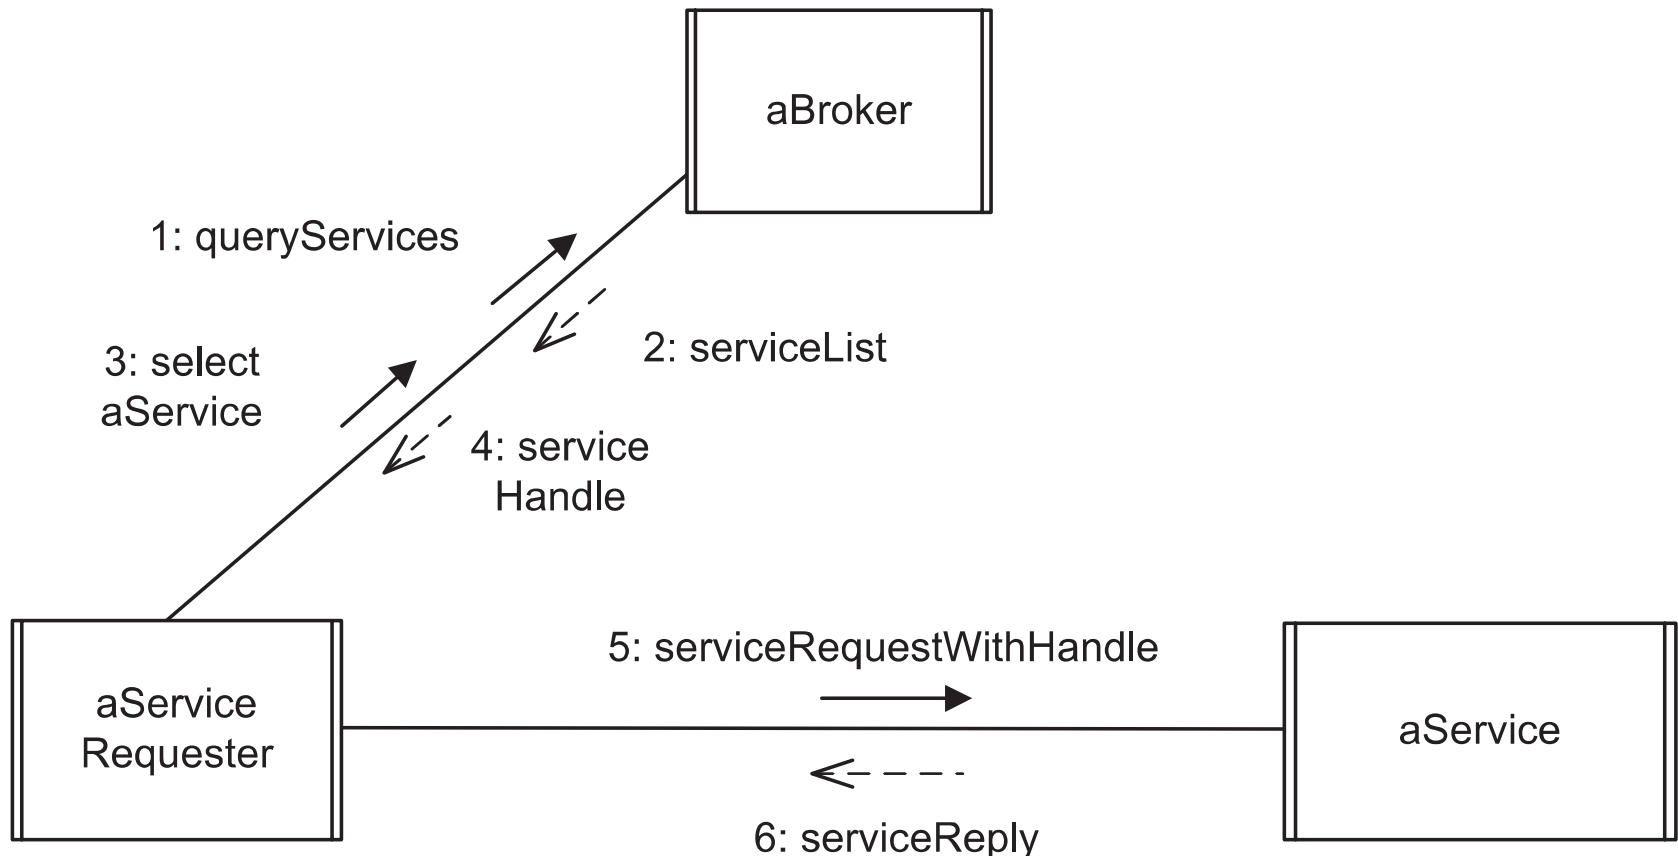 aBroker
1: queryServices
2: serviceList
3: select
aService
4: service
Handle
5: serviceRequestWithHandle
aService
Requester
aService
6: serviceReply